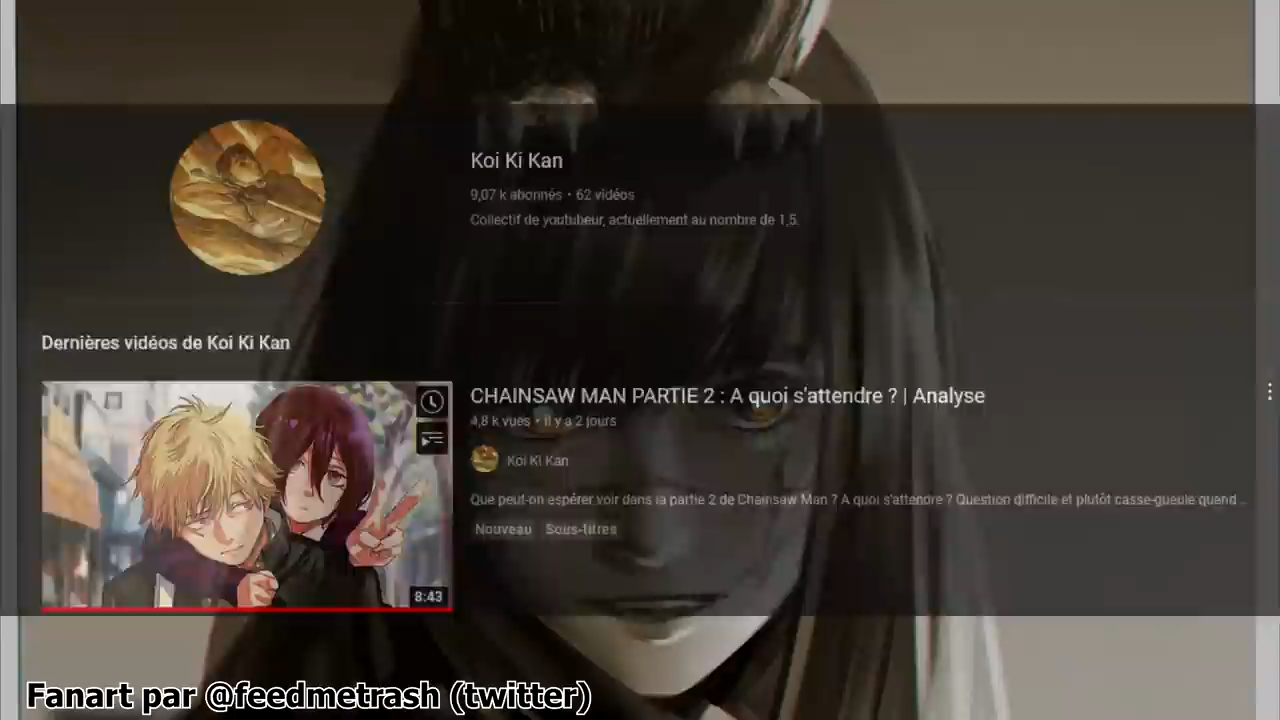 Koi Ki Kan
9,07 k abonnés • 62 vidéos
Collectif de youtubeur, actuellement au nombre de 1,5.
Dernières vidéos de Koi Ki Kan
CHAINSAW MAN PARTIE 2 : A quoi s'attendre ? | Analyse
4,8 k vues • il y a 2 jours
Koi Ki Kan
Que peut-on espérer voir dans la partie 2 de Chainsaw Man ? A quoi s'attendre ? Question difficile et plutôt casse-gueule quand ...
Nouveau Sous-titres
8:43
Fanart par @feedmetrash (twitter)